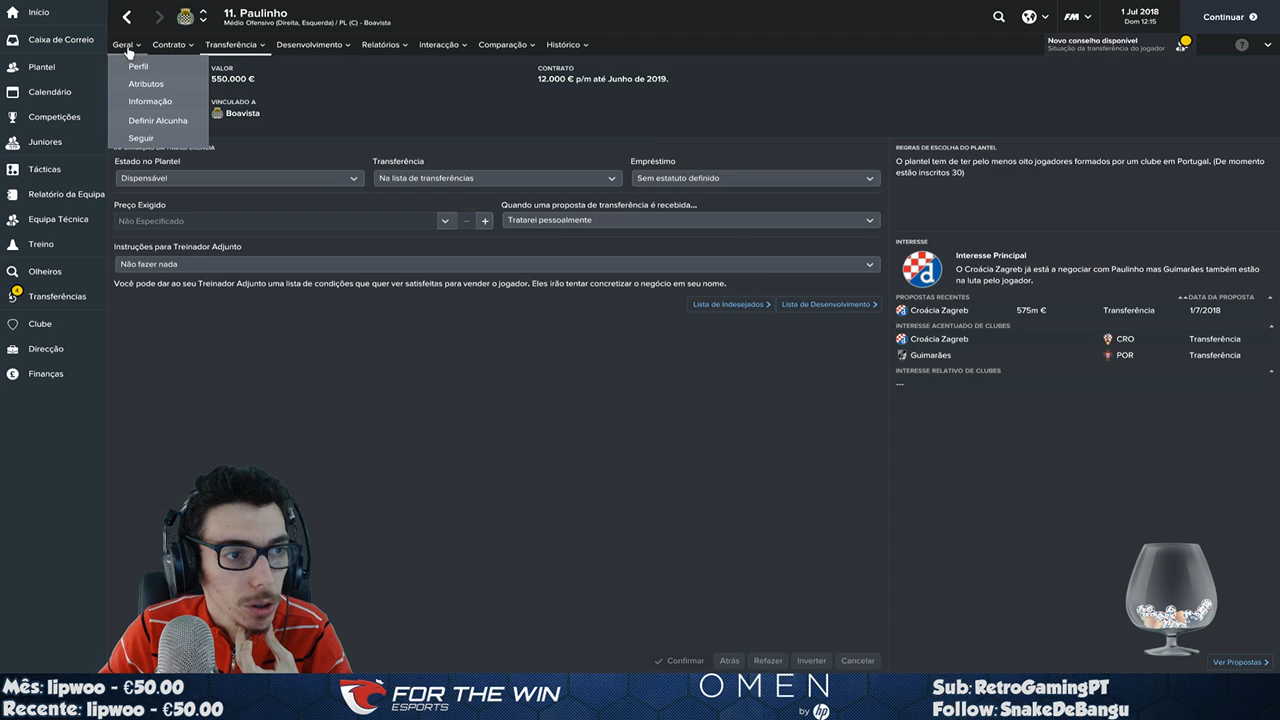 Início
11. Paulinho
Médio Ofensivo (Direita, Esquerda) / PL (C) - Boavista
FM
1 Jul 2018
Dom 12:15
Continuar
Caixa de Correio
Geral
Contrato
Transferência
Desenvolvimento
Relatórios
Interacção
Comparação
Histórico
Novo conselho disponível
Situação da transferência do jogador
?
Plantel
Calendário
Competições
Juniores
Tácticas
Relatório da Equipa
Equipa Técnica
Treino
Olheiros
4
Transferências
Clube
Direcção
Finanças
Perfil
Atributos
Informação
Definir Alcunha
Seguir
VALOR
550.000 €
VINCULADO A
Boavista
CONTRATO
12.000 € p/m até Junho de 2019.
Estado no Plantel
Dispensável
Transferência
Na lista de transferências
Empréstimo
Sem estatuto definido
Preço Exigido
Não Especificado
Quando uma proposta de transferência é recebida...
Tratarei pessoalmente
Instruções para Treinador Adjunto
Não fazer nada
Você pode dar ao seu Treinador Adjunto uma lista de condições que quer ver satisfeitas para vender o jogador. Eles irão tentar concretizar o negócio em seu nome.
Lista de Indesejados
Lista de Desenvolvimento
REGRAS DE ESCOLHA DO PLANTEL
O plantel tem de ter pelo menos oito jogadores formados por um clube em Portugal. (De momento
estão inscritos 30)
INTERESSE
Interesse Principal
O Croácia Zagreb já está a negociar com Paulinho mas Guimarães também estão
na luta pelo jogador.
PROPOSTAS RECENTES
DATA DA PROPOSTA
Croácia Zagreb
575m €
Transferência
1/7/2018
INTERESSE ACENTUADO DE CLUBES
Croácia Zagreb
CRO
Transferência
Guimarães
POR
Transferência
INTERESSE RELATIVO DE CLUBES
---
Confirmar
Atrás
Refazer
Inverter
Cancelar
Ver Propostas
Mês: lipwoo - €50.00
Recente: lipwoo - €50.00
FOR THE WIN
ESPORTS
OMEN
by hp
Sub: RetroGamingPT
Follow: SnakeDeBangu